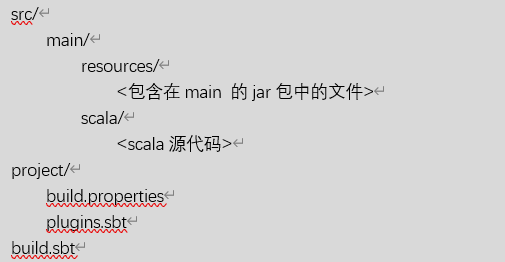 src/
main/
resources/
<包含在 main 的 jar 包中的文件>
scala/
<scala 源代码>
project/
build.properties
plugins.sbt
build.sbt